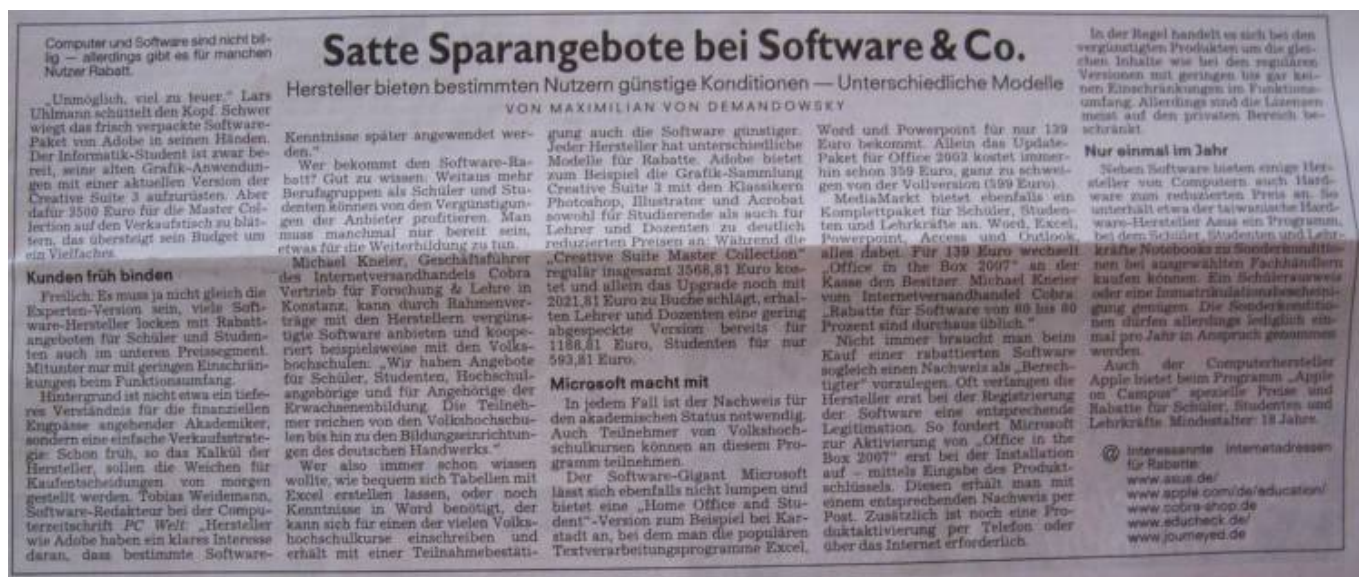 Computer und Software sind nicht bil-
lig — allerdings gibt es für manchen
Nutzer Rabatt.
Satte Sparangebote bei Software & Co.
Hersteller bieten bestimmten Nutzern günstige Konditionen — Unterschiedliche Modelle
VON MAXIMILIAN VON DEMANDOWSKY
„Unmöglich, viel zu teuer.“ Lars
Uhlmann schüttelt den Kopf. Schwer
wiegt das frisch verpackte Software-
Paket von Adobe in seinen Händen.
Der Informatik-Student ist zwar be-
reit, seine alten Grafik-Anwendun-
gen mit einer aktuellen Version der
Creative Suite 3 aufzurüsten. Aber
dafür 3500 Euro für die Master Col-
lection auf den Verkaufstisch zu blät-
tern, das übersteigt sein Budget um
ein Vielfaches.
Kunden früh binden
Freilich: Es muss ja nicht gleich die
Experten-Version sein, viele Soft-
ware-Hersteller locken mit Rabatt-
angeboten für Schüler und Studen-
ten auch im unteren Preissegment.
Mitunter nur mit geringen Einschrän-
kungen beim Funktionsumfang.
Hintergrund ist nicht etwa ein tiefe-
res Verständnis für die finanziellen
Engpässe angehender Akademiker,
sondern eine einfache Verkaufsstrate-
gie: Schon früh, so das Kalkül der
Hersteller, sollen die Weichen für
Kaufentscheidungen von morgen
gestellt werden. Tobias Weidemann,
Software-Redakteur bei der Compu-
terzeitschrift PC Welt: „Hersteller
wie Adobe haben ein klares Interesse
daran, dass bestimmte Software-
Kenntnisse später angewendet wer-
den.“
Wer bekommt den Software-Ra-
batt? Gut zu wissen: Weitaus mehr
Berufsgruppen als Schüler und Stu-
denten können von den Vergünstigun-
gen der Anbieter profitieren. Man
muss manchmal nur bereit sein,
etwas für die Weiterbildung zu tun.
Michael Kneier, Geschäftsführer
des Internetversandhandels Cobra
Vertrieb für Forschung & Lehre in
Konstanz, kann durch Rahmenver-
träge mit den Herstellern vergüns-
tigte Software anbieten und koope-
riert beispielsweise mit den Volks-
hochschulen: „Wir haben Angebote
für Schüler, Studenten, Hochschul-
angehörige und für Angehörige der
Erwachsenenbildung. Die Teilneh-
mer reichen von den Volkshochschu-
len bis hin zu den Bildungseinrichtun-
gen des deutschen Handwerks.“
Wer also immer schon wissen
wollte, wie bequem sich Tabellen mit
Excel erstellen lassen, oder noch
Kenntnisse in Word benötigt, der
kann sich für einen der vielen Volks-
hochschulkurse einschreiben und
erhält mit einer Teilnahmebestäti-
gung auch die Software günstiger.
Jeder Hersteller hat unterschiedliche
Modelle für Rabatte. Adobe bietet
zum Beispiel die Grafik-Sammlung
Creative Suite 3 mit den Klassikern
Photoshop, Illustrator und Acrobat
sowohl für Studierende als auch für
Lehrer und Dozenten zu deutlich
reduzierten Preisen an: Während die
„Creative Suite Master Collection“
regulär insgesamt 3568,81 Euro kos-
tet und allein das Upgrade noch mit
2021,81 Euro zu Buche schlägt, erhal-
ten Lehrer und Dozenten eine gering
abgespeckte Version bereits für
1188,81 Euro, Studenten für nur
593,81 Euro.
Microsoft macht mit
In jedem Fall ist der Nachweis für
den akademischen Status notwendig.
Auch Teilnehmer von Volkshoch-
schulkursen können an diesem Pro-
gramm teilnehmen.
Der Software-Gigant Microsoft
lässt sich ebenfalls nicht lumpen und
bietet eine „Home Office and Stu-
dent“-Version zum Beispiel bei Kar-
stadt an, bei dem man die populären
Textverarbeitungsprogramme Excel,
Word und Powerpoint für nur 139
Euro bekommt. Allein das Update-
Paket für Office 2003 kostet immer-
hin schon 359 Euro, ganz zu schwei-
gen von der Vollversion (599 Euro).
MediaMarkt bietet ebenfalls ein
Komplettpaket für Schüler, Studen-
ten und Lehrkräfte an. Word, Excel,
Powerpoint, Access und Outlook
alles dabei. Für 139 Euro wechselt
„Office in the Box 2007“ an der
Kasse den Besitzer. Michael Kneier
vom Internetversandhandel Cobra:
„Rabatte für Software von 60 bis 80
Prozent sind durchaus üblich.“
Nicht immer braucht man beim
Kauf einer rabattierten Software
sogleich einen Nachweis als „Berech-
tigter“ vorzulegen. Oft verlangen die
Hersteller erst bei der Registrierung
der Software eine entsprechende
Legitimation. So fordert Microsoft
zur Aktivierung von „Office in the
Box 2007“ erst bei der Installation
auf – mittels Eingabe des Produkt-
schlüssels. Diesen erhält man mit
einem entsprechenden Nachweis per
Post. Zusätzlich ist noch eine Pro-
duktaktivierung per Telefon oder
über das Internet erforderlich.
In der Regel handelt es sich bei den
vergünstigten Produkten um die glei-
chen Inhalte wie bei den regulären
Versionen mit geringen bis gar kei-
nen Einschränkungen im Funktions-
umfang. Allerdings sind die Lizenzen
meist auf den privaten Bereich be-
schränkt.
Nur einmal im Jahr
Neben Software bieten einige Her-
steller von Computern auch Hard-
ware zum reduzierten Preis an. So
unterhält etwa der taiwanische Hard-
ware-Hersteller Asus ein Programm,
bei dem Schüler, Studenten und Lehr-
kräfte Notebooks zu Sonderkonditio-
nen bei ausgewählten Fachhändlern
kaufen können. Ein Schülerausweis
oder eine Immatrikulationsbescheini-
gung genügen. Die Sonderkonditio-
nen dürfen allerdings lediglich ein-
mal pro Jahr in Anspruch genommen
werden.
Auch der Computerhersteller
Apple bietet beim Programm „Apple
on Campus“ spezielle Preise und
Rabatte für Schüler, Studenten und
Lehrkräfte. Mindestalter: 18 Jahre.
@ Interessante Internetadressen
für Rabatte:
www.asus.de/
www.apple.com/de/education/
www.cobra-shop.de
www.educheck.de/
www.journeyed.de